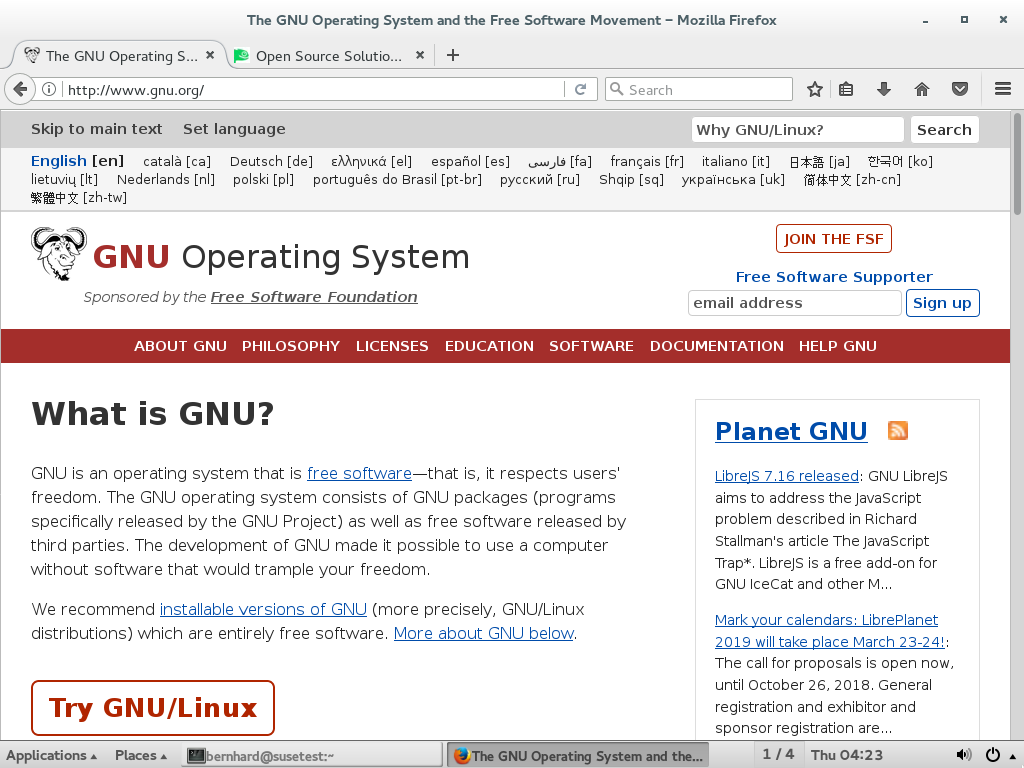 The GNU Operating System and the Free Software Movement – Mozilla Firefox
The GNU Operating S...
Open Source Solutio...
http://www.gnu.org/
Search
Skip to main text Set language
Why GNU/Linux? Search
English [en] català [ca] Deutsch [de] ελληνικά [el] español [es] فارسی [fa] français [fr] italiano [it] 日本語 [ja] 한국어 [ko]
lietuvių [lt] Nederlands [nl] polski [pl] português do Brasil [pt-br] русский [ru] Shqip [sq] українська [uk] 简体中文 [zh-cn]
繁體中文 [zh-tw]
GNU Operating System
Sponsored by the Free Software Foundation
JOIN THE FSF
Free Software Supporter
email address Sign up
ABOUT GNU PHILOSOPHY LICENSES EDUCATION SOFTWARE DOCUMENTATION HELP GNU
What is GNU?
GNU is an operating system that is free software—that is, it respects users'
freedom. The GNU operating system consists of GNU packages (programs
specifically released by the GNU Project) as well as free software released by
third parties. The development of GNU made it possible to use a computer
without software that would trample your freedom.
We recommend installable versions of GNU (more precisely, GNU/Linux
distributions) which are entirely free software. More about GNU below.
Try GNU/Linux
Planet GNU
LibreJS 7.16 released: GNU LibreJS
aims to address the JavaScript
problem described in Richard
Stallman's article The JavaScript
Trap*. LibreJS is a free add-on for
GNU IceCat and other M...
Mark your calendars: LibrePlanet
2019 will take place March 23-24!:
The call for proposals is open now,
until October 26, 2018. General
registration and exhibitor and
sponsor registration are...
Applications Places bernhard@susetest:~ The GNU Operating System and the... 1 / 4 Thu 04:23